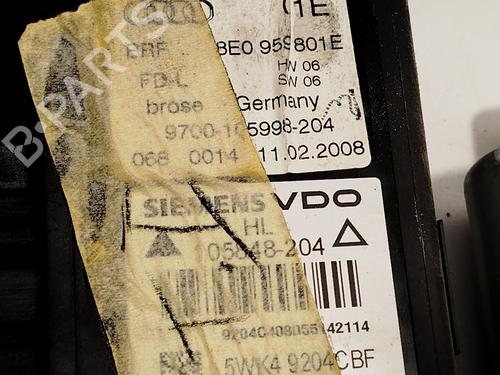 01E
ERF 8E0 959801E
HW 06
FD-L SW 06
brose Germany
9700-105998-204
068 0014 11.02.2008
SIEMENS VDO
HL
05848-204
5WK4 9204CBF
B-PARTS